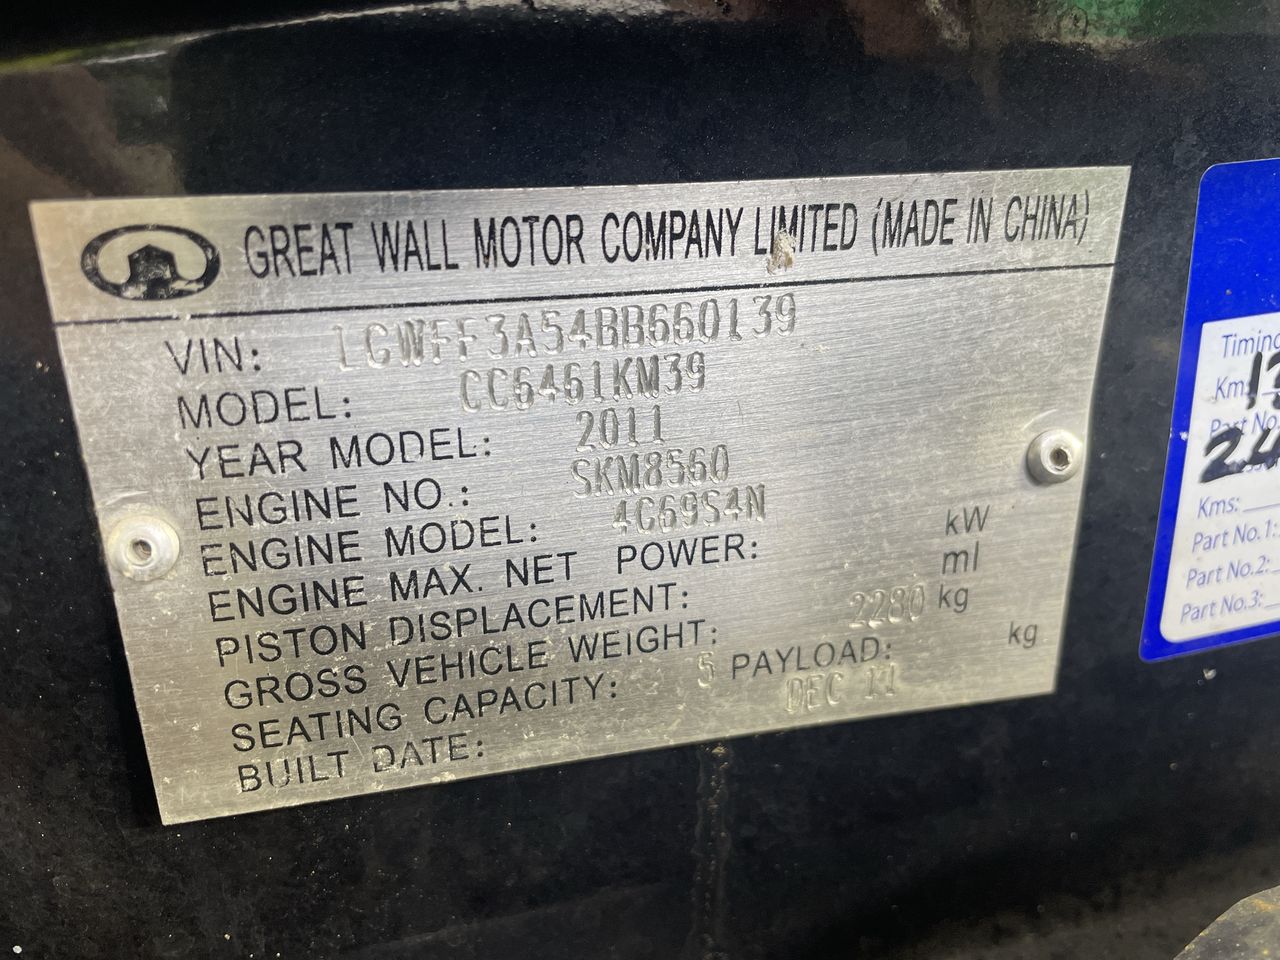 GREAT WALL MOTOR COMPANY LIMITED (MADE IN CHINA)
VIN: LGWFF3A54BB660139
MODEL: CC6461KM39
YEAR MODEL: 2011
ENGINE NO.: SKM8560
ENGINE MODEL: 4G69S4N
ENGINE MAX. NET POWER: kW
PISTON DISPLACEMENT: ml
GROSS VEHICLE WEIGHT: 2280 kg
SEATING CAPACITY: 5 PAYLOAD: kg
BUILT DATE: DEC 11
Timing
Kms
Part No.
Kms:
Part No.1:
Part No.2:
Part No.3: